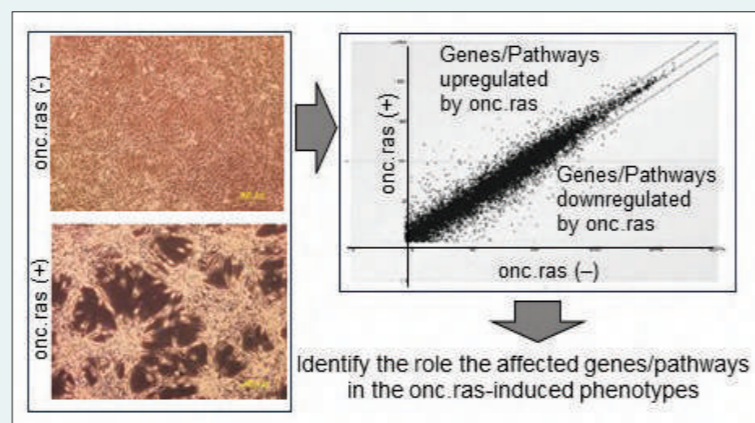 onc.ras (-)
onc.ras (+)
Genes/Pathways
upregulated
by onc.ras
Genes/Pathways
downregulated
by onc.ras
onc.ras (+)
onc.ras (–)
Identify the role the affected genes/pathways
in the onc.ras-induced phenotypes